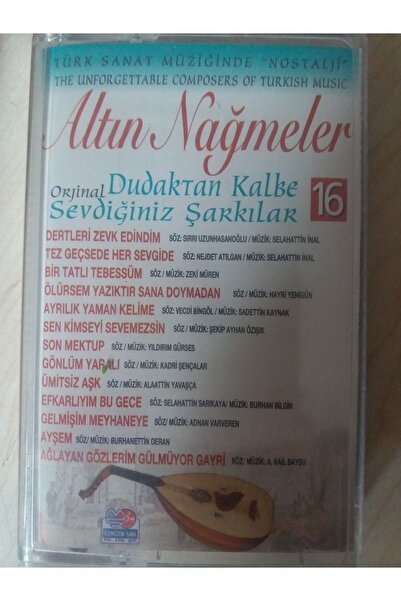 TÜRK SANAT MÜZİĞİNDE "NOSTALJİ"
THE UNFORGETTABLE COMPOSERS OF TURKISH MUSIC
Altın Nağmeler
Orjinal Dudaktan Kalbe
Sevdiğiniz Şarkılar 16
DERTLERİ ZEVK EDİNDİM SÖZ: SIRRI UZUNHASANOĞLU / MÜZİK: SELAHATTİN İNAL
TEZ GEÇSEDE HER SEVGİDE SÖZ: NEJDET ATILGAN / MÜZİK: SELAHATTİN İNAL
BİR TATLI TEBESSÜM SÖZ / MÜZİK: ZEKİ MÜREN
ÖLÜRSEM YAZIKTIR SANA DOYMADAN SÖZ / MÜZİK: HAYRİ YENİGÜN
AYRILIK YAMAN KELİME SÖZ: VECDİ BİNGÖL / MÜZİK: SADETTİN KAYNAK
SEN KİMSEYİ SEVEMEZSİN SÖZ/ MÜZİK: ŞEKİP AYHAN ÖZIŞIK
SON MEKTUP SÖZ / MÜZİK: YILDIRIM GÜRSES
GÖNLÜM YARALI SÖZ / MÜZİK: KADRİ ŞENÇALAR
ÜMİTSİZ AŞK SÖZ / MÜZİK: ALAATTİN YAVAŞÇA
EFKARLIYIM BU GECE SÖZ: SELAHATTİN SARIKAYA/ MÜZİK: BURHAN BİLGİN
GELMİŞİM MEYHANEYE SÖZ/ MÜZİK: ADNAN VARVEREN
AYŞEM SÖZ/ MÜZİK: BURHANETTİN DERAN
AĞLAYAN GÖZLERİM GÜLMÜYOR GAYRİ SÖZ/ MÜZİK: A. HAİL BAYSU